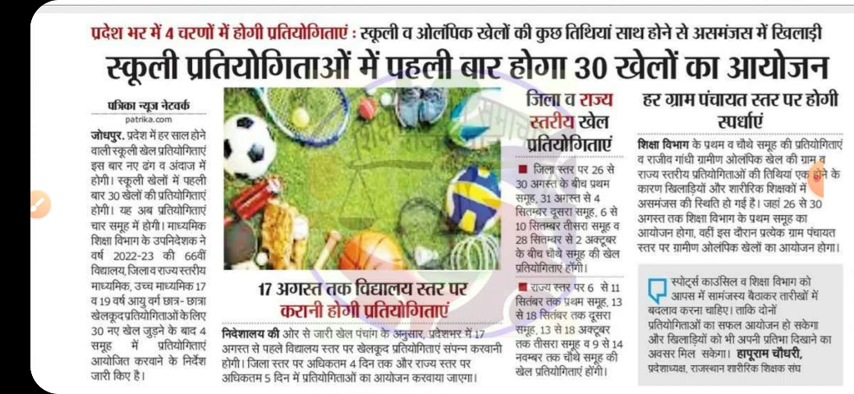 प्रदेश भर में 4 चरणों में होगी प्रतियोगिताएं : स्कूली व ओलंपिक खेलों की कुछ तिथियां साथ होने से असमंजस में खिलाड़ी
स्कूली प्रतियोगिताओं में पहली बार होगा 30 खेलों का आयोजन
पत्रिका न्यूज नेटवर्क
patrika.com
जोधपुर. प्रदेश में हर साल होने
वाली स्कूली खेल प्रतियोगिताएं
इस बार नए ढंग व अंदाज में
होगी। स्कूली खेलों में पहली
बार 30 खेलों की प्रतियोगिताएं
होगी। यह अब प्रतियोगिताएं
चार समूह में होगी। माध्यमिक
शिक्षा विभाग के उपनिदेशक ने
वर्ष 2022-23 की 66वीं
विद्यालय, जिला व राज्य स्तरीय
माध्यमिक, उच्च माध्यमिक 17
व 19 वर्ष आयु वर्ग छात्र- छात्रा
खेलकूद प्रतियोगिताओं के लिए
30 नए खेल जुड़ने के बाद 4
समूह में प्रतियोगिताएं
आयोजित करवाने के निर्देश
जारी किए है।
17 अगस्त तक विद्यालय स्तर पर
करानी होगी प्रतियोगिताएं
निदेशालय की ओर से जारी खेल पंचांग के अनुसार, प्रदेशभर में 17
अगस्त से पहले विद्यालय स्तर पर खेलकूद प्रतियोगिताएं संपन्न करवानी
होगी। जिला स्तर पर अधिकतम 4 दिन तक और राज्य स्तर पर
अधिकतम 5 दिन में प्रतियोगिताओं का आयोजन करवाया जाएगा।
जिला व राज्य
स्तरीय खेल
प्रतियोगिताएं
जिला स्तर पर 26 से
30 अगस्त के बीच प्रथम
समूह, 31 अगस्त से 4
सितम्बर दूसरा समूह, 6 से
10 सितम्बर तीसरा समूह व
28 सितम्बर से 2 अक्टूबर
के बीच चौथे समूह की खेल
प्रतियोगिताएं होंगी।
राज्य स्तर पर 6 से 11
सितंबर तक प्रथम समूह, 13
से 18 सितंबर तक दूसरा
समूह, 13 से 18 अक्टूबर
तक तीसरा समूह व 9 से 14
नवम्बर तक चौथे समूह की
खेल प्रतियोगिताएं होंगी।
हर ग्राम पंचायत स्तर पर होगी
स्पर्धाएं
शिक्षा विभाग के प्रथम व चौथे समूह की प्रतियोगिताएं
व राजीव गांधी ग्रामीण ओलंपिक खेल की ग्राम व
राज्य स्तरीय प्रतियोगिताओं की तिथियां एक होने के
कारण खिलाड़ियों और शारीरिक शिक्षकों में
असमंजस की स्थिति हो गई है। जहां 26 से 30
अगस्त तक शिक्षा विभाग के प्रथम समूह का
आयोजन होगा, वहीं इस दौरान प्रत्येक ग्राम पंचायत
स्तर पर ग्रामीण ओलंपिक खेलों का आयोजन होगा।
स्पोर्ट्स काउंसिल व शिक्षा विभाग को
आपस में सामंजस्य बैठाकर तारीखों में
बदलाव करना चाहिए। ताकि दोनों
प्रतियोगिताओं का सफल आयोजन हो सकेगा
और खिलाड़ियों को भी अपनी प्रतिभा दिखाने का
अवसर मिल सकेगा। हापूराम चौधरी,
प्रदेशाध्यक्ष, राजस्थान शारीरिक शिक्षक संघ